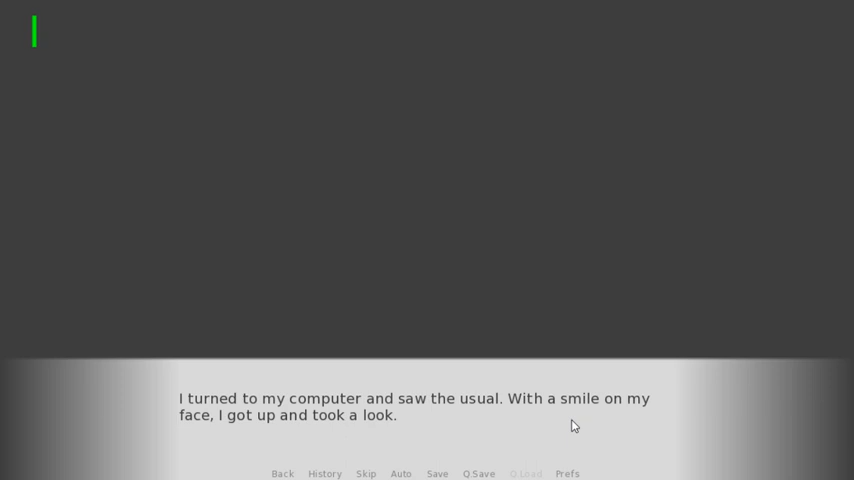 I turned to my computer and saw the usual. With a smile on my
face, I got up and took a look.
Back History Skip Auto Save Q.Save Q.Load Prefs